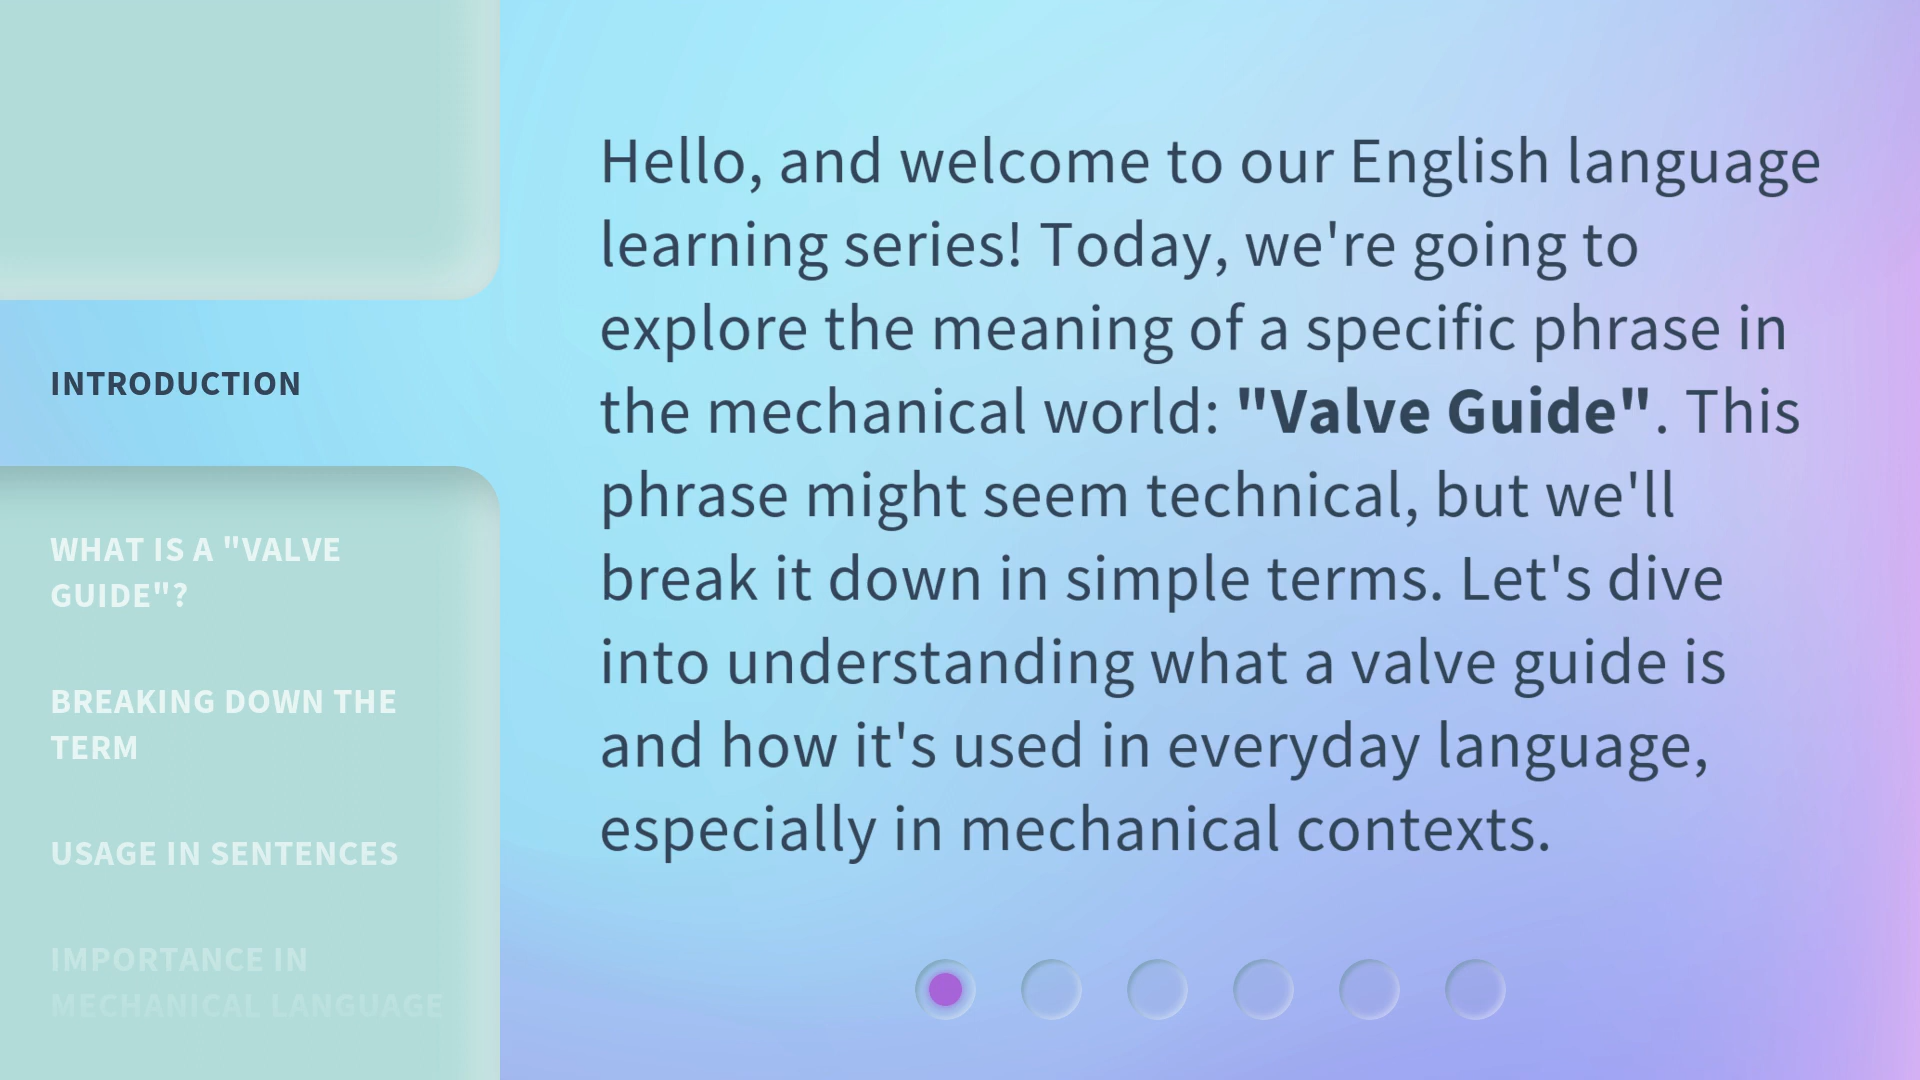 INTRODUCTION
WHAT IS A "VALVE
GUIDE"?
BREAKING DOWN THE
TERM
USAGE IN SENTENCES
IMPORTANCE IN
MECHANICAL LANGUAGE
Hello, and welcome to our English language
learning series! Today, we're going to
explore the meaning of a specific phrase in
the mechanical world: "Valve Guide". This
phrase might seem technical, but we'll
break it down in simple terms. Let's dive
into understanding what a valve guide is
and how it's used in everyday language,
especially in mechanical contexts.